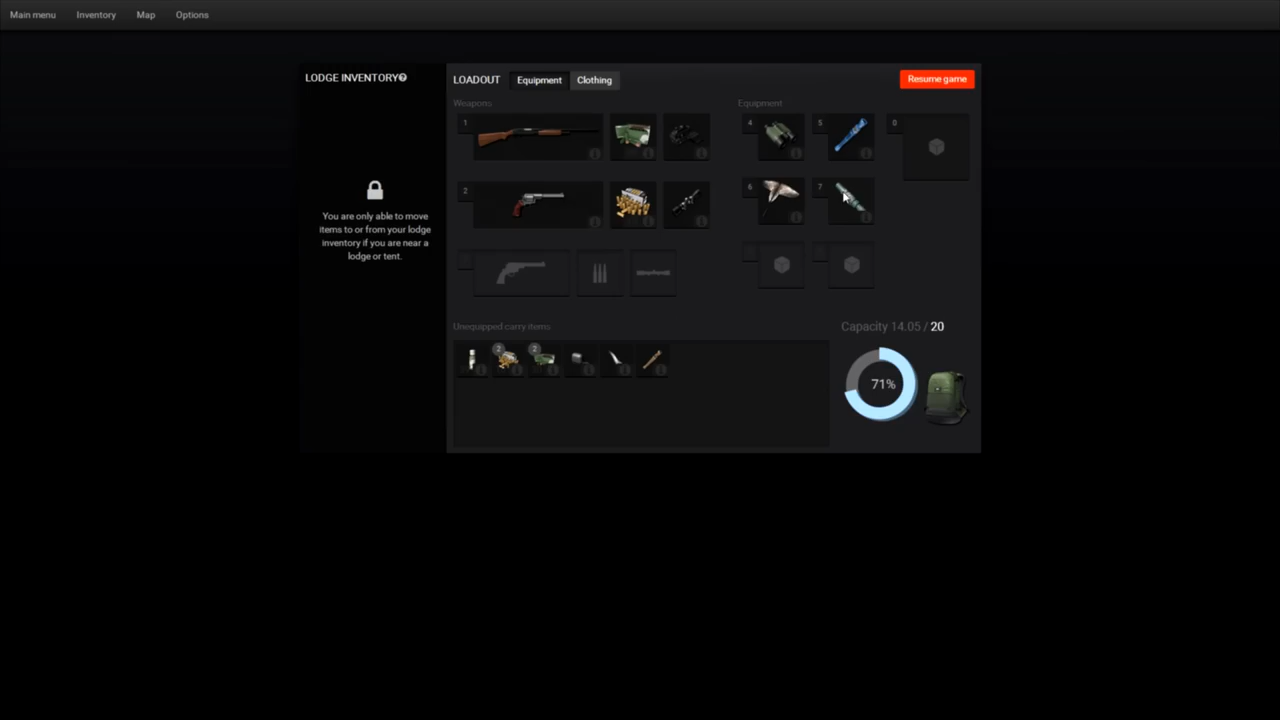 Main menu
Inventory
Map
Options
LODGE INVENTORY
You are only able to move
items to or from your lodge
inventory if you are near a
lodge or tent.
LOADOUT
Equipment
Clothing
Resume game
Weapons
Equipment
1
4
5
0
2
6
7
Unequipped carry items
2
2
Capacity 14.05 / 20
71%